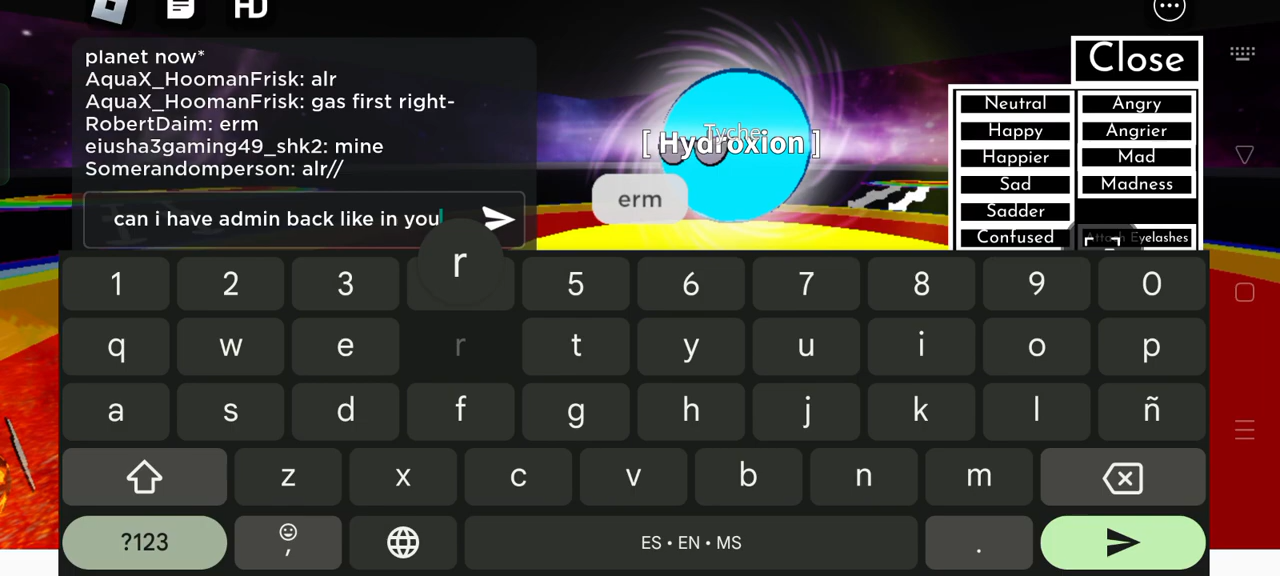 HD
Close
planet now*
AquaX_HoomanFrisk: alr
AquaX_HoomanFrisk: gas first right-
RobertDaim: erm
eiusha3gaming49_shk2: mine
Somerandomperson: alr//
can i have admin back like in you
Tyche
[ Hydroxion ]
erm
Neutral Angry
Happy Angrier
Happier Mad
Sad Madness
Sadder
Confused Attach Eyelashes
r
1 2 3 5 6 7 8 9 0
q w e r t y u i o p
a s d f g h j k l ñ
z x c v b n m
?123 , ES • EN • MS .